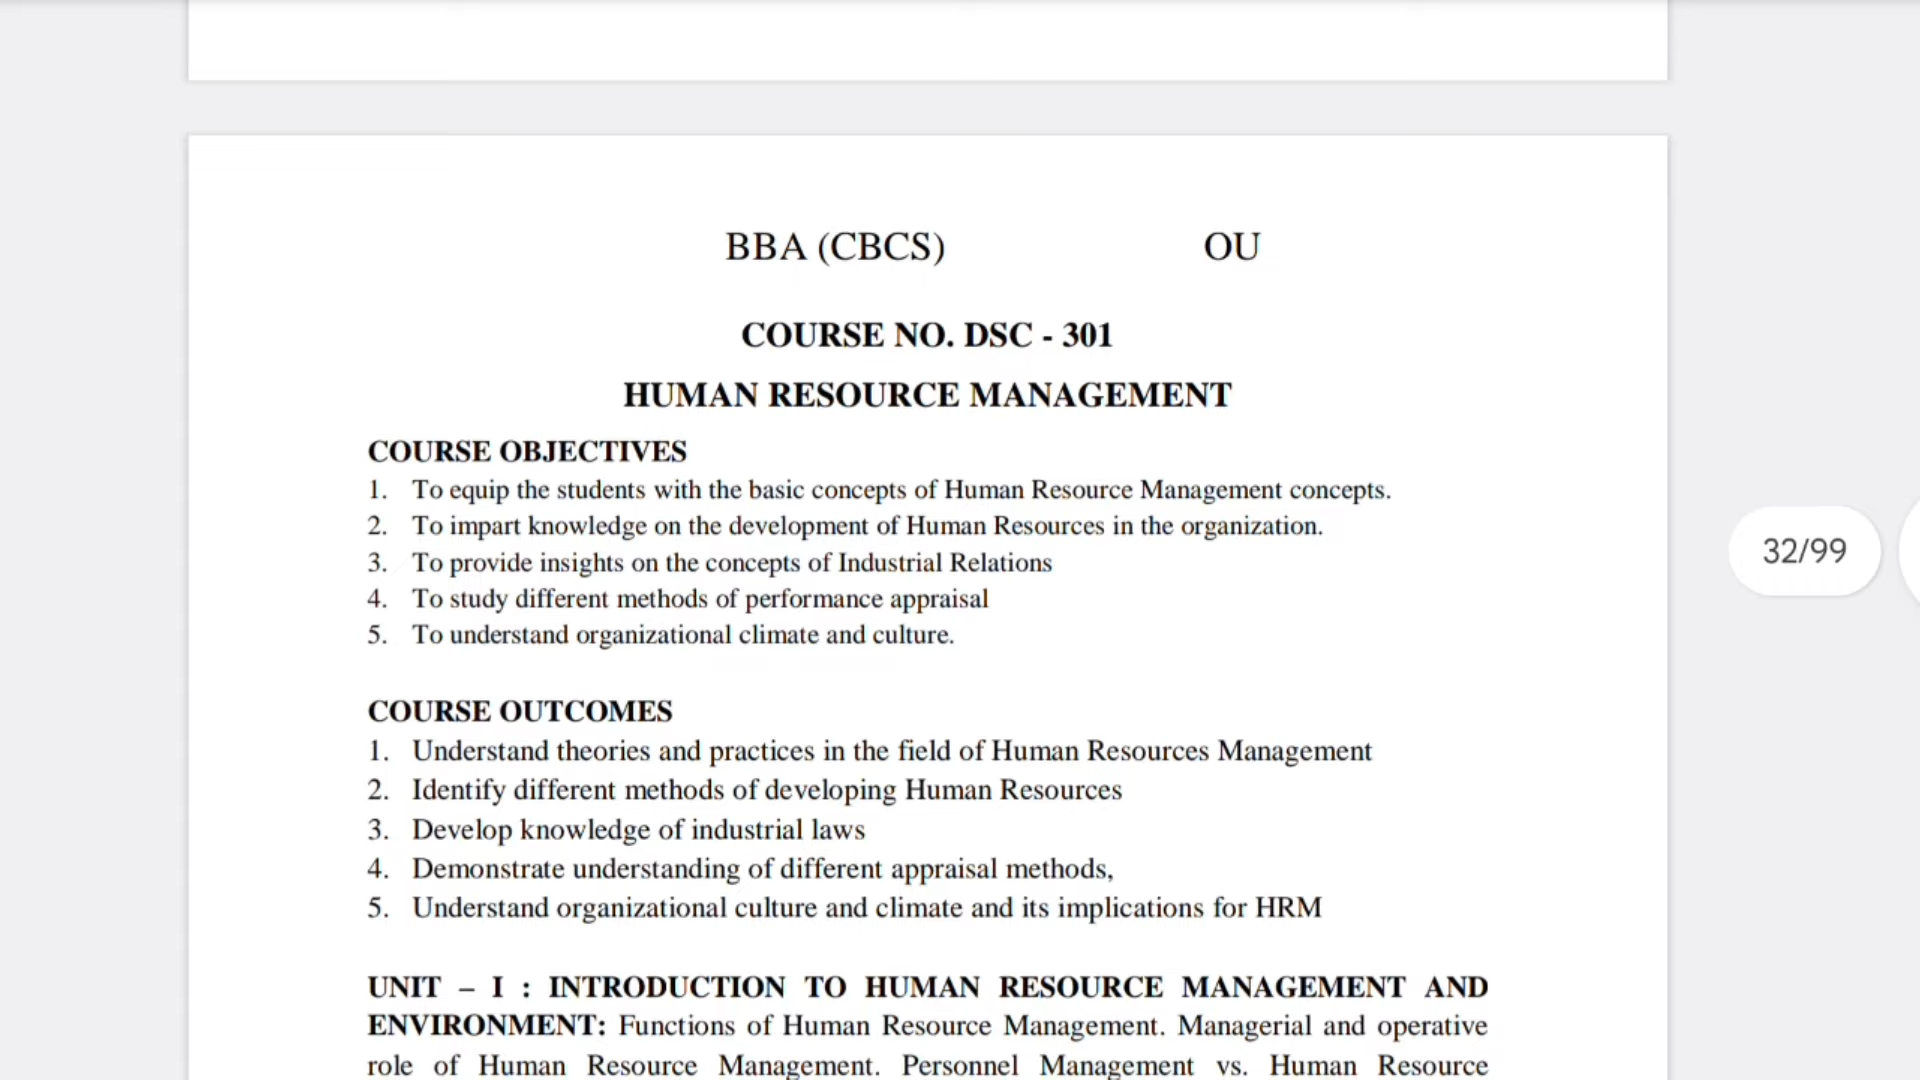 BBA (CBCS) OU
COURSE NO. DSC - 301
HUMAN RESOURCE MANAGEMENT
COURSE OBJECTIVES
1. To equip the students with the basic concepts of Human Resource Management concepts.
2. To impart knowledge on the development of Human Resources in the organization.
3. To provide insights on the concepts of Industrial Relations
4. To study different methods of performance appraisal
5. To understand organizational climate and culture.
32/99
COURSE OUTCOMES
1. Understand theories and practices in the field of Human Resources Management
2. Identify different methods of developing Human Resources
3. Develop knowledge of industrial laws
4. Demonstrate understanding of different appraisal methods,
5. Understand organizational culture and climate and its implications for HRM
UNIT – I : INTRODUCTION TO HUMAN RESOURCE MANAGEMENT AND
ENVIRONMENT: Functions of Human Resource Management. Managerial and operative
role of Human Resource Management. Personnel Management vs. Human Resource